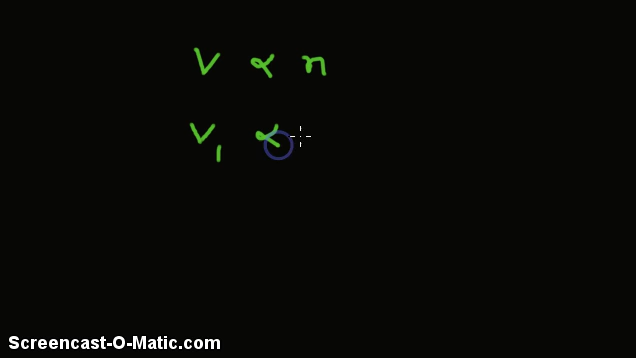 V ∝ n
V₁ ∝
Screencast-O-Matic.com